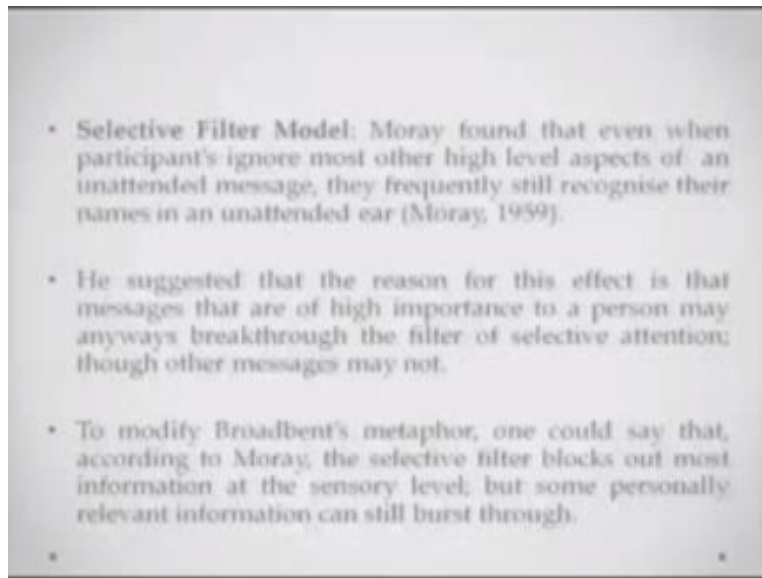 • Selective Filter Model: Moray found that even when
participant's ignore most other high level aspects of an
unattended message, they frequently still recognise their
names in an unattended ear (Moray, 1959).
• He suggested that the reason for this effect is that
messages that are of high importance to a person may
anyways breakthrough the filter of selective attention;
though other messages may not.
• To modify Broadbent's metaphor, one could say that,
according to Moray, the selective filter blocks out most
information at the sensory level; but some personally
relevant information can still burst through.